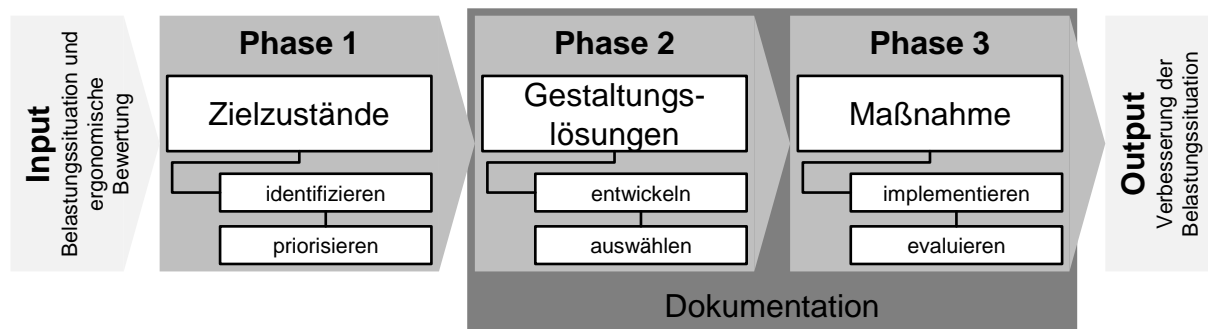 Input
Belastungssituation und
ergonomische
Bewertung
Phase 1
Zielzustände
identifizieren
priorisieren
Phase 2
Gestaltungs-
lösungen
entwickeln
auswählen
Phase 3
Maßnahme
implementieren
evaluieren
Dokumentation
Output
Verbesserung der
Belastungssituation